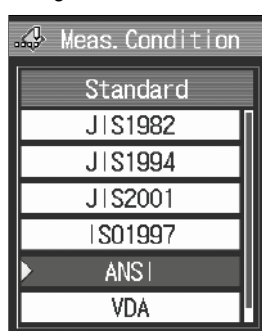 Meas.Condition
Standard
JIS1982
JIS1994
JIS2001
ISO1997
ANSI
VDA